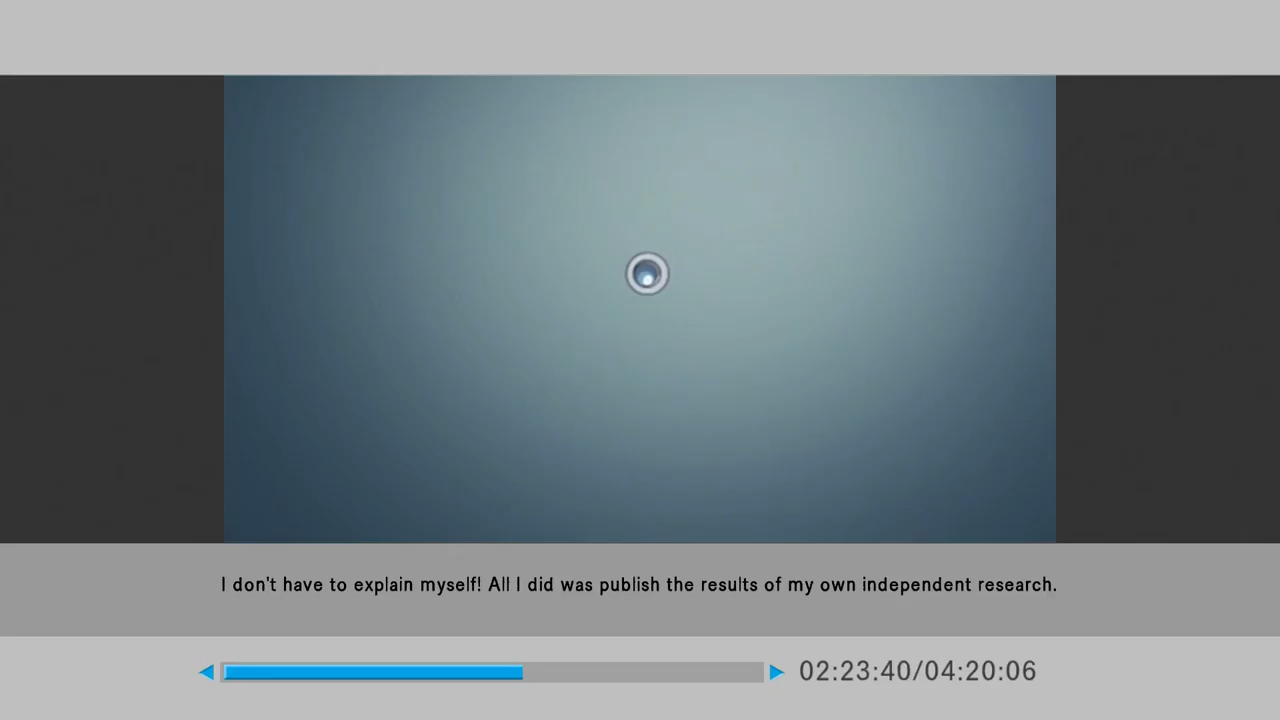 I don't have to explain myself! All I did was publish the results of my own independent research.
02:23:40/04:20:06